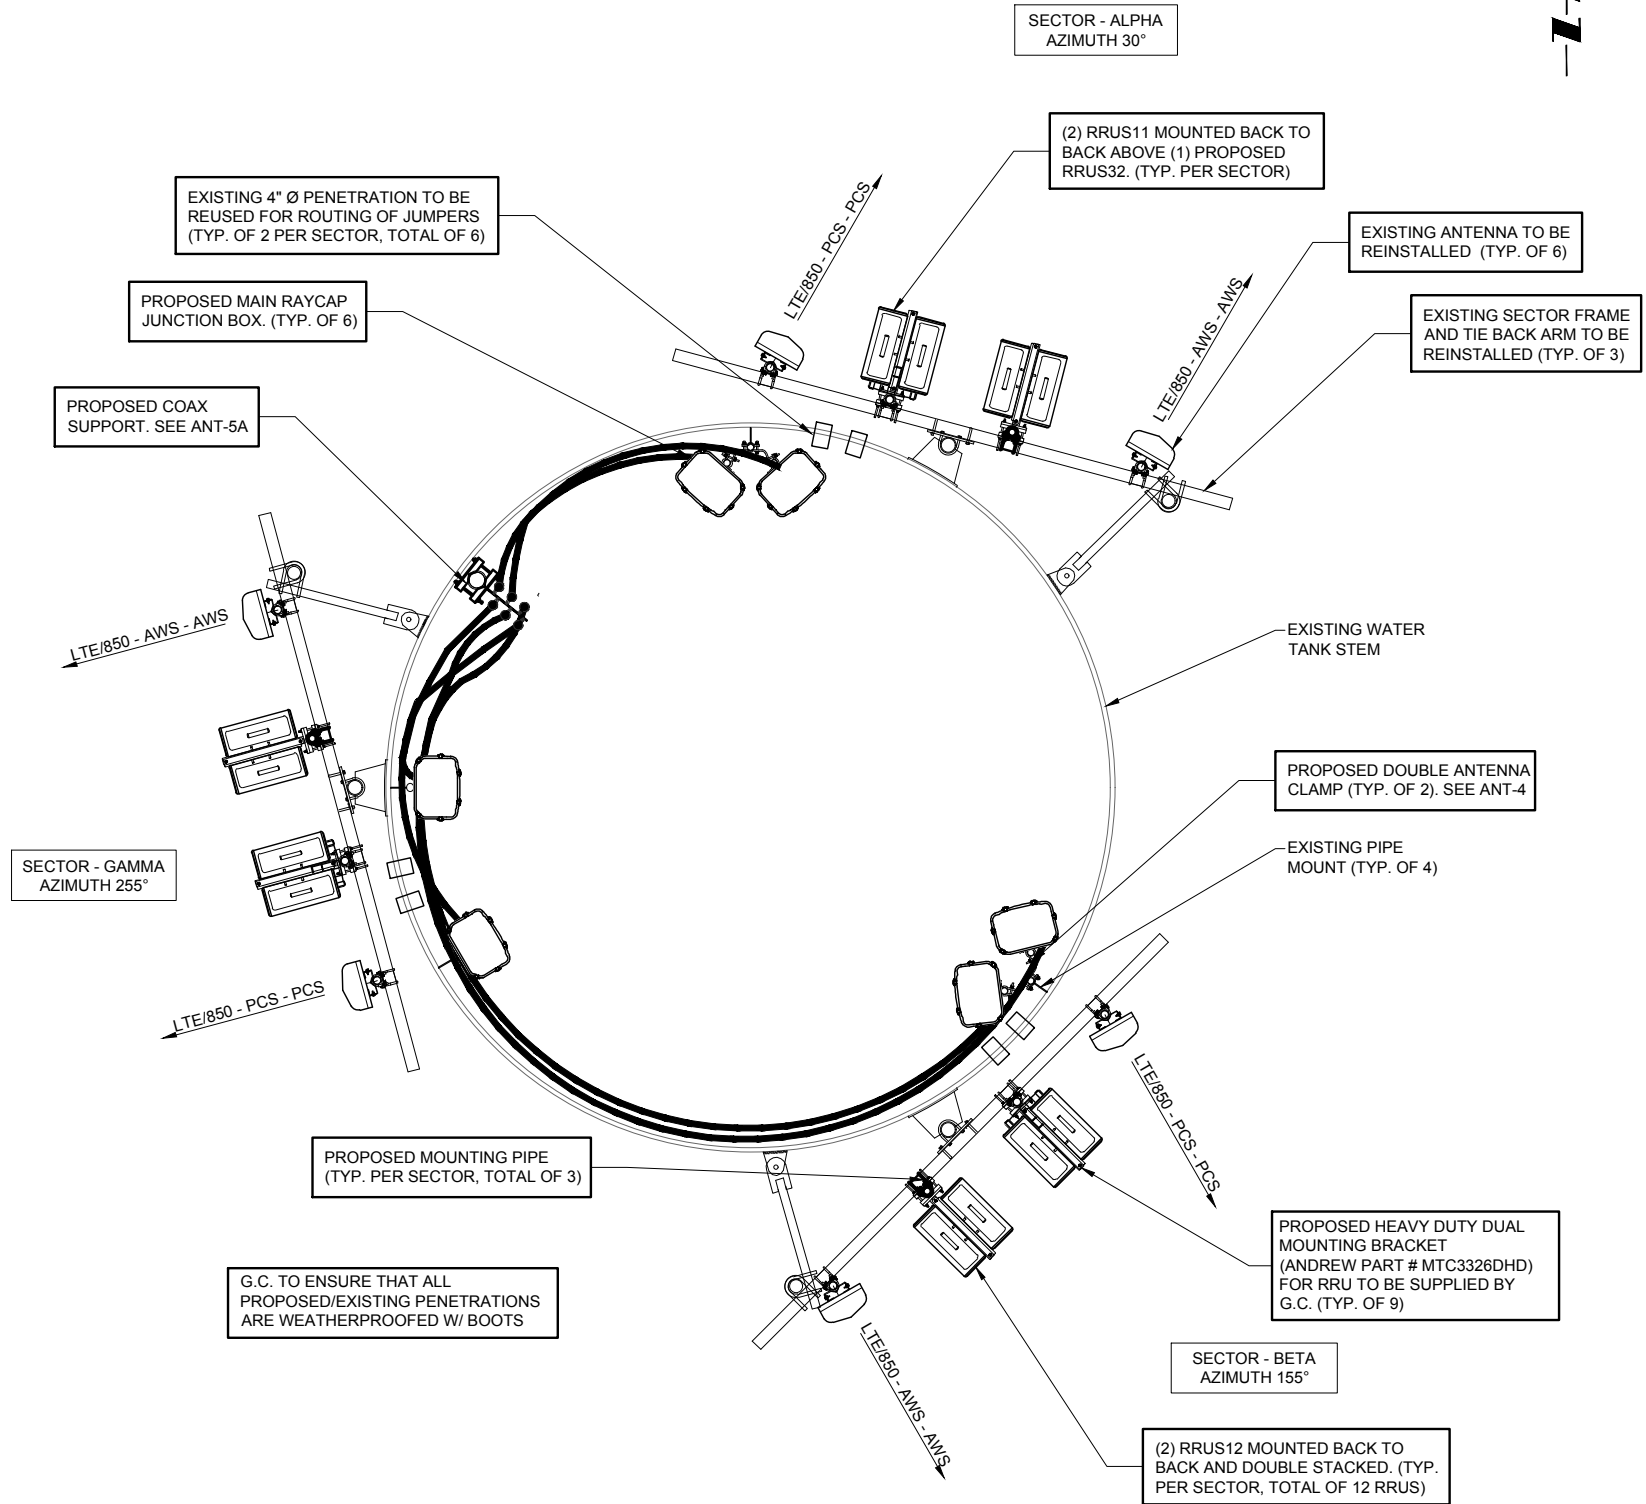 SECTOR - ALPHA
AZIMUTH 30°
(2) RRUS11 MOUNTED BACK TO
BACK ABOVE (1) PROPOSED
RRUS32. (TYP. PER SECTOR)
EXISTING 4" Ø PENETRATION TO BE
REUSED FOR ROUTING OF JUMPERS
(TYP. OF 2 PER SECTOR, TOTAL OF 6)
LTE/850 - PCS - PCS
EXISTING ANTENNA TO BE
REINSTALLED (TYP. OF 6)
PROPOSED MAIN RAYCAP
JUNCTION BOX. (TYP. OF 6)
LTE/850 - AWS - AWS
EXISTING SECTOR FRAME
AND TIE BACK ARM TO BE
REINSTALLED (TYP. OF 3)
PROPOSED COAX
SUPPORT. SEE ANT-5A
LTE/850 - AWS - AWS
EXISTING WATER
TANK STEM
PROPOSED DOUBLE ANTENNA
CLAMP (TYP. OF 2). SEE ANT-4
SECTOR - GAMMA
AZIMUTH 255°
EXISTING PIPE
MOUNT (TYP. OF 4)
LTE/850 - PCS - PCS
LTE/850 - PCS - PCS
PROPOSED MOUNTING PIPE
(TYP. PER SECTOR, TOTAL OF 3)
PROPOSED HEAVY DUTY DUAL
MOUNTING BRACKET
(ANDREW PART # MTC3326DHD)
FOR RRU TO BE SUPPLIED BY
G.C. (TYP. OF 9)
G.C. TO ENSURE THAT ALL
PROPOSED/EXISTING PENETRATIONS
ARE WEATHERPROOFED W/ BOOTS
LTE/850 - AWS - AWS
SECTOR - BETA
AZIMUTH 155°
(2) RRUS12 MOUNTED BACK TO
BACK AND DOUBLE STACKED. (TYP.
PER SECTOR, TOTAL OF 12 RRUS)